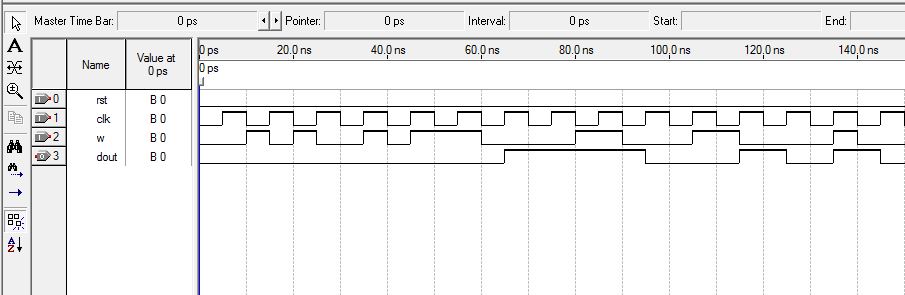 Master Time Bar: 0 ps Pointer: 0 ps Interval: 0 ps Start: End:
A
Name Value at 0 ps
0 ps 20.0 ns 40.0 ns 60.0 ns 80.0 ns 100.0 ns 120.0 ns 140.0 ns
0 ps
0 rst B 0
1 clk B 0
2 w B 0
3 dout B 0
A
Z